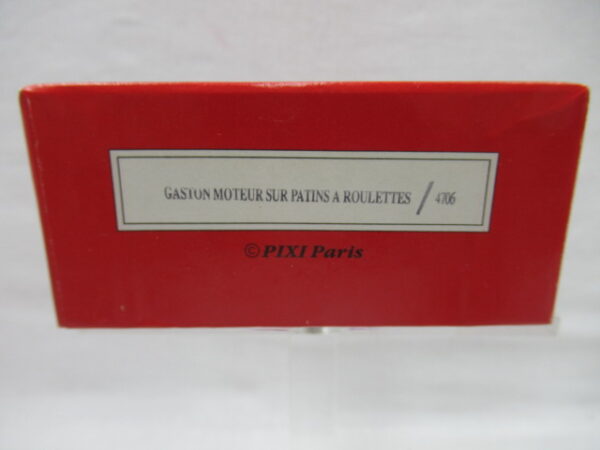 GASTON MOTEUR SUR PATINS A ROULETTES / 4706
© PIXI Paris